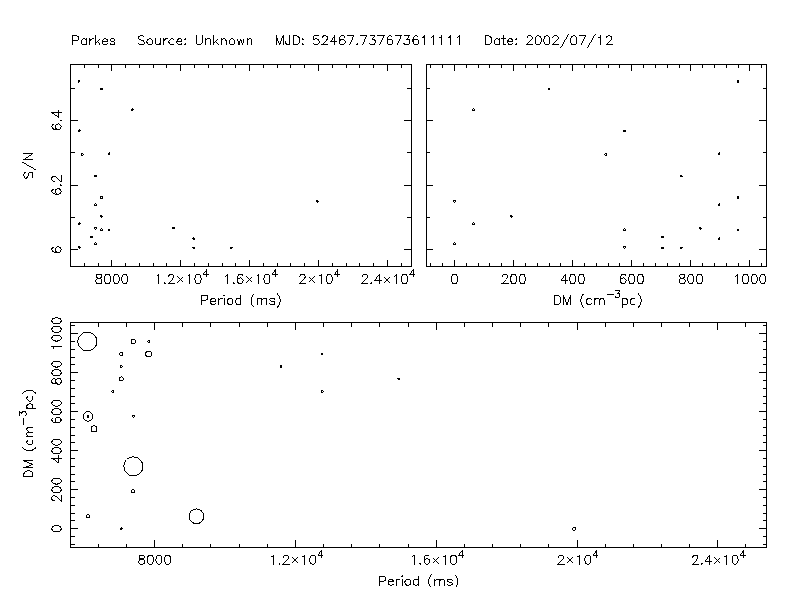 Parkes Source: Unknown MJD: 52467.737673611111 Date: 2002/07/12
S/N
6.4
6.2
6
8000 1.2×10⁴ 1.6×10⁴ 2×10⁴ 2.4×10⁴
Period (ms)
0 200 400 600 800 1000
DM (cm⁻³pc)
DM (cm⁻³pc)
1000
800
600
400
200
0
8000 1.2×10⁴ 1.6×10⁴ 2×10⁴ 2.4×10⁴
Period (ms)